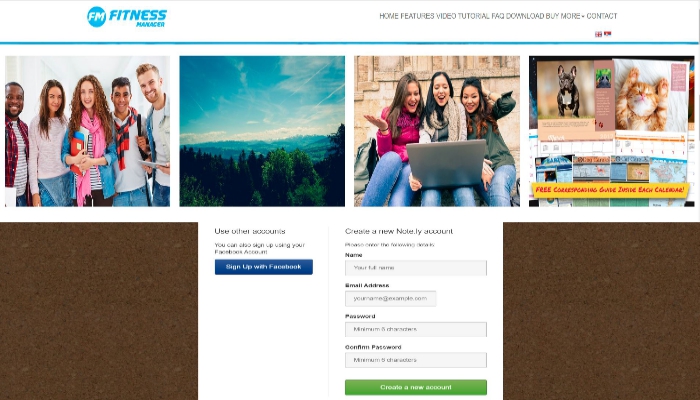 FM FITNESS
MANAGER
HOME FEATURES VIDEO TUTORIAL FAQ DOWNLOAD BUY MORE CONTACT
FREE Corresponding Guide Inside Each Calendar!
Use other accounts
Create a new Note.ly account
You can also sign up using your
Facebook Account
Please enter the following details:
Sign Up with Facebook
Name
Your full name
Email Address
yourname@example.com
Password
Minimum 6 characters
Confirm Password
Minimum 6 characters
Create a new account